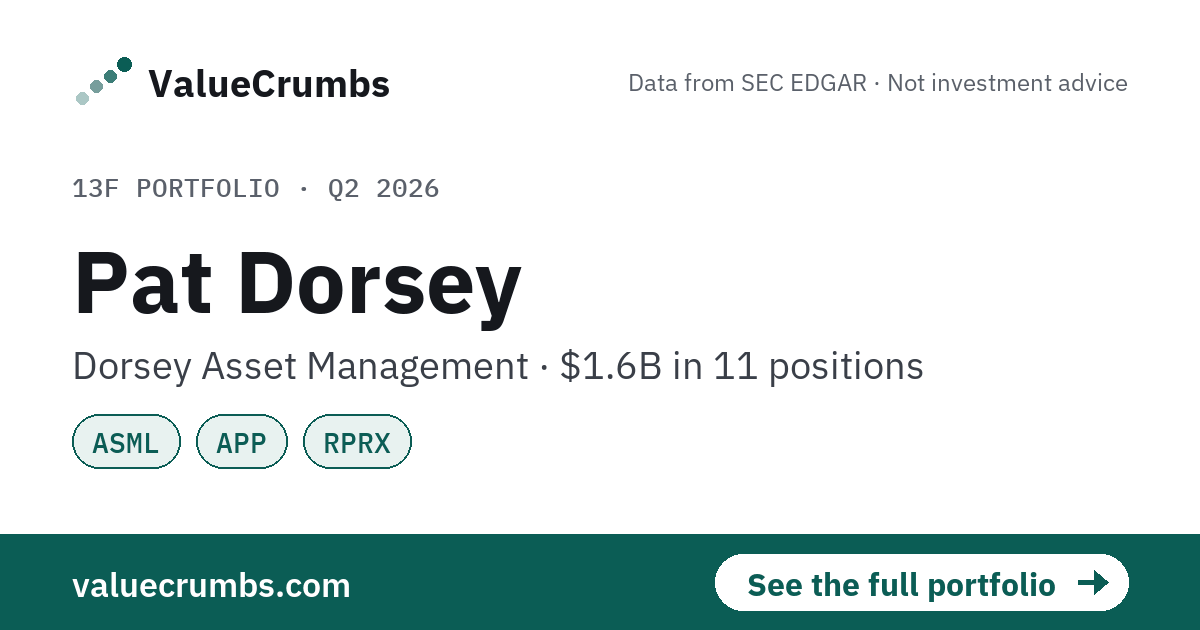 ValueCrumbs
Data from SEC EDGAR · Not investment advice
13F PORTFOLIO · Q2 2026
Pat Dorsey
Dorsey Asset Management · $1.6B in 11 positions
ASML APP RPRX
valuecrumbs.com
See the full portfolio →